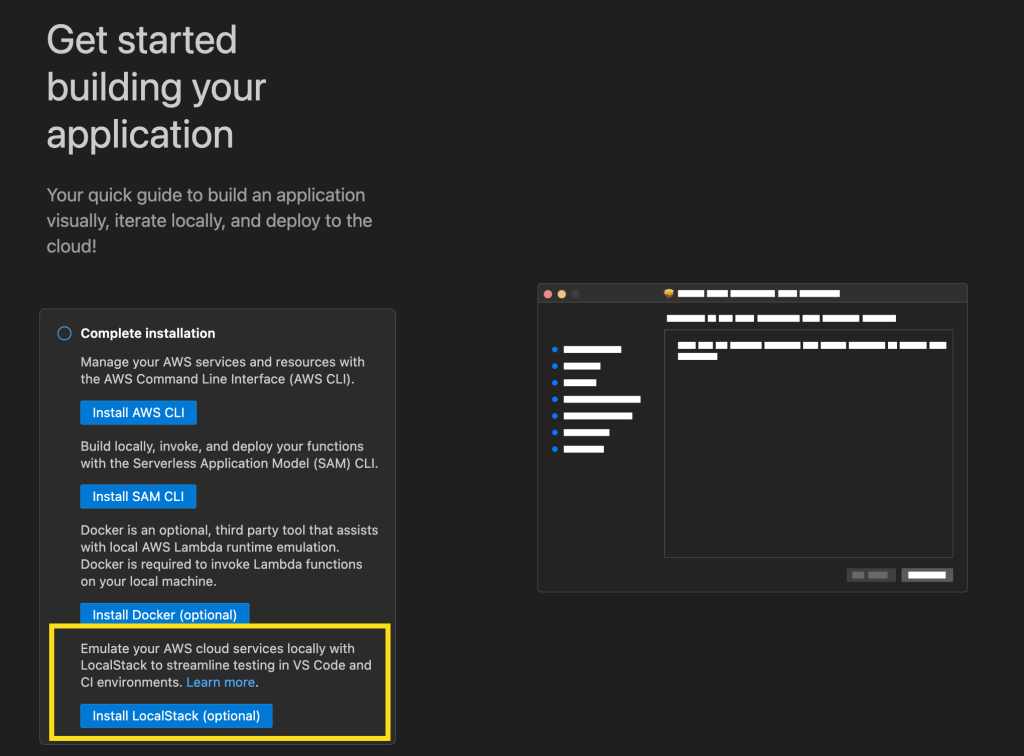 Get started
building your
application
Your quick guide to build an application
visually, iterate locally, and deploy to the
cloud!
Complete installation
Manage your AWS services and resources with
the AWS Command Line Interface (AWS CLI).
Install AWS CLI
Build locally, invoke, and deploy your functions
with the Serverless Application Model (SAM) CLI.
Install SAM CLI
Docker is an optional, third party tool that assists
with local AWS Lambda runtime emulation.
Docker is required to invoke Lambda functions
on your local machine.
Install Docker (optional)
Emulate your AWS cloud services locally with
LocalStack to streamline testing in VS Code and
CI environments. Learn more.
Install LocalStack (optional)